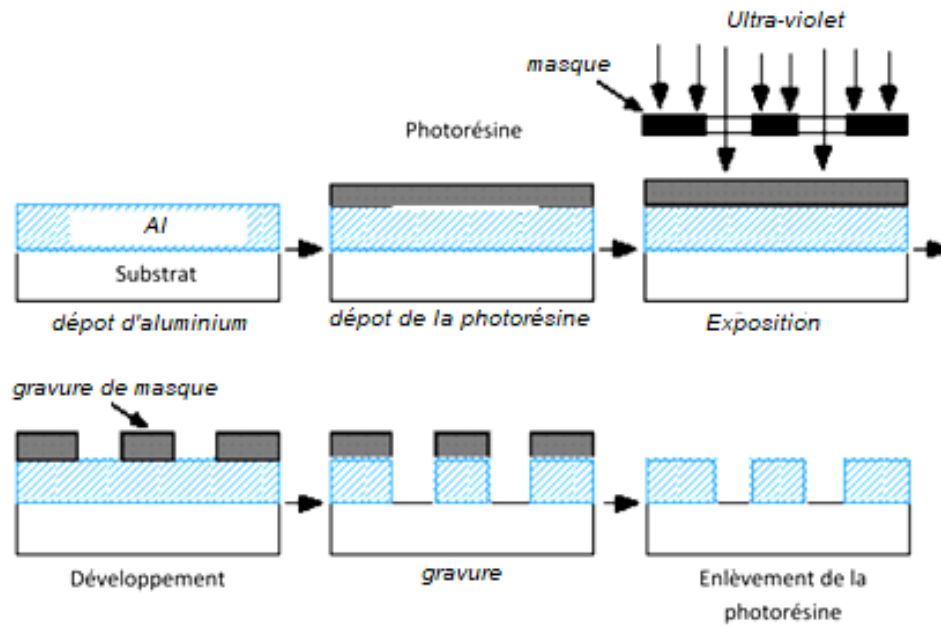 Ultra-violet
masque
Photorésine
Al
Substrat
dépot d'aluminium
dépot de la photorésine
Exposition
gravure de masque
Développement
gravure
Enlèvement de la
photorésine